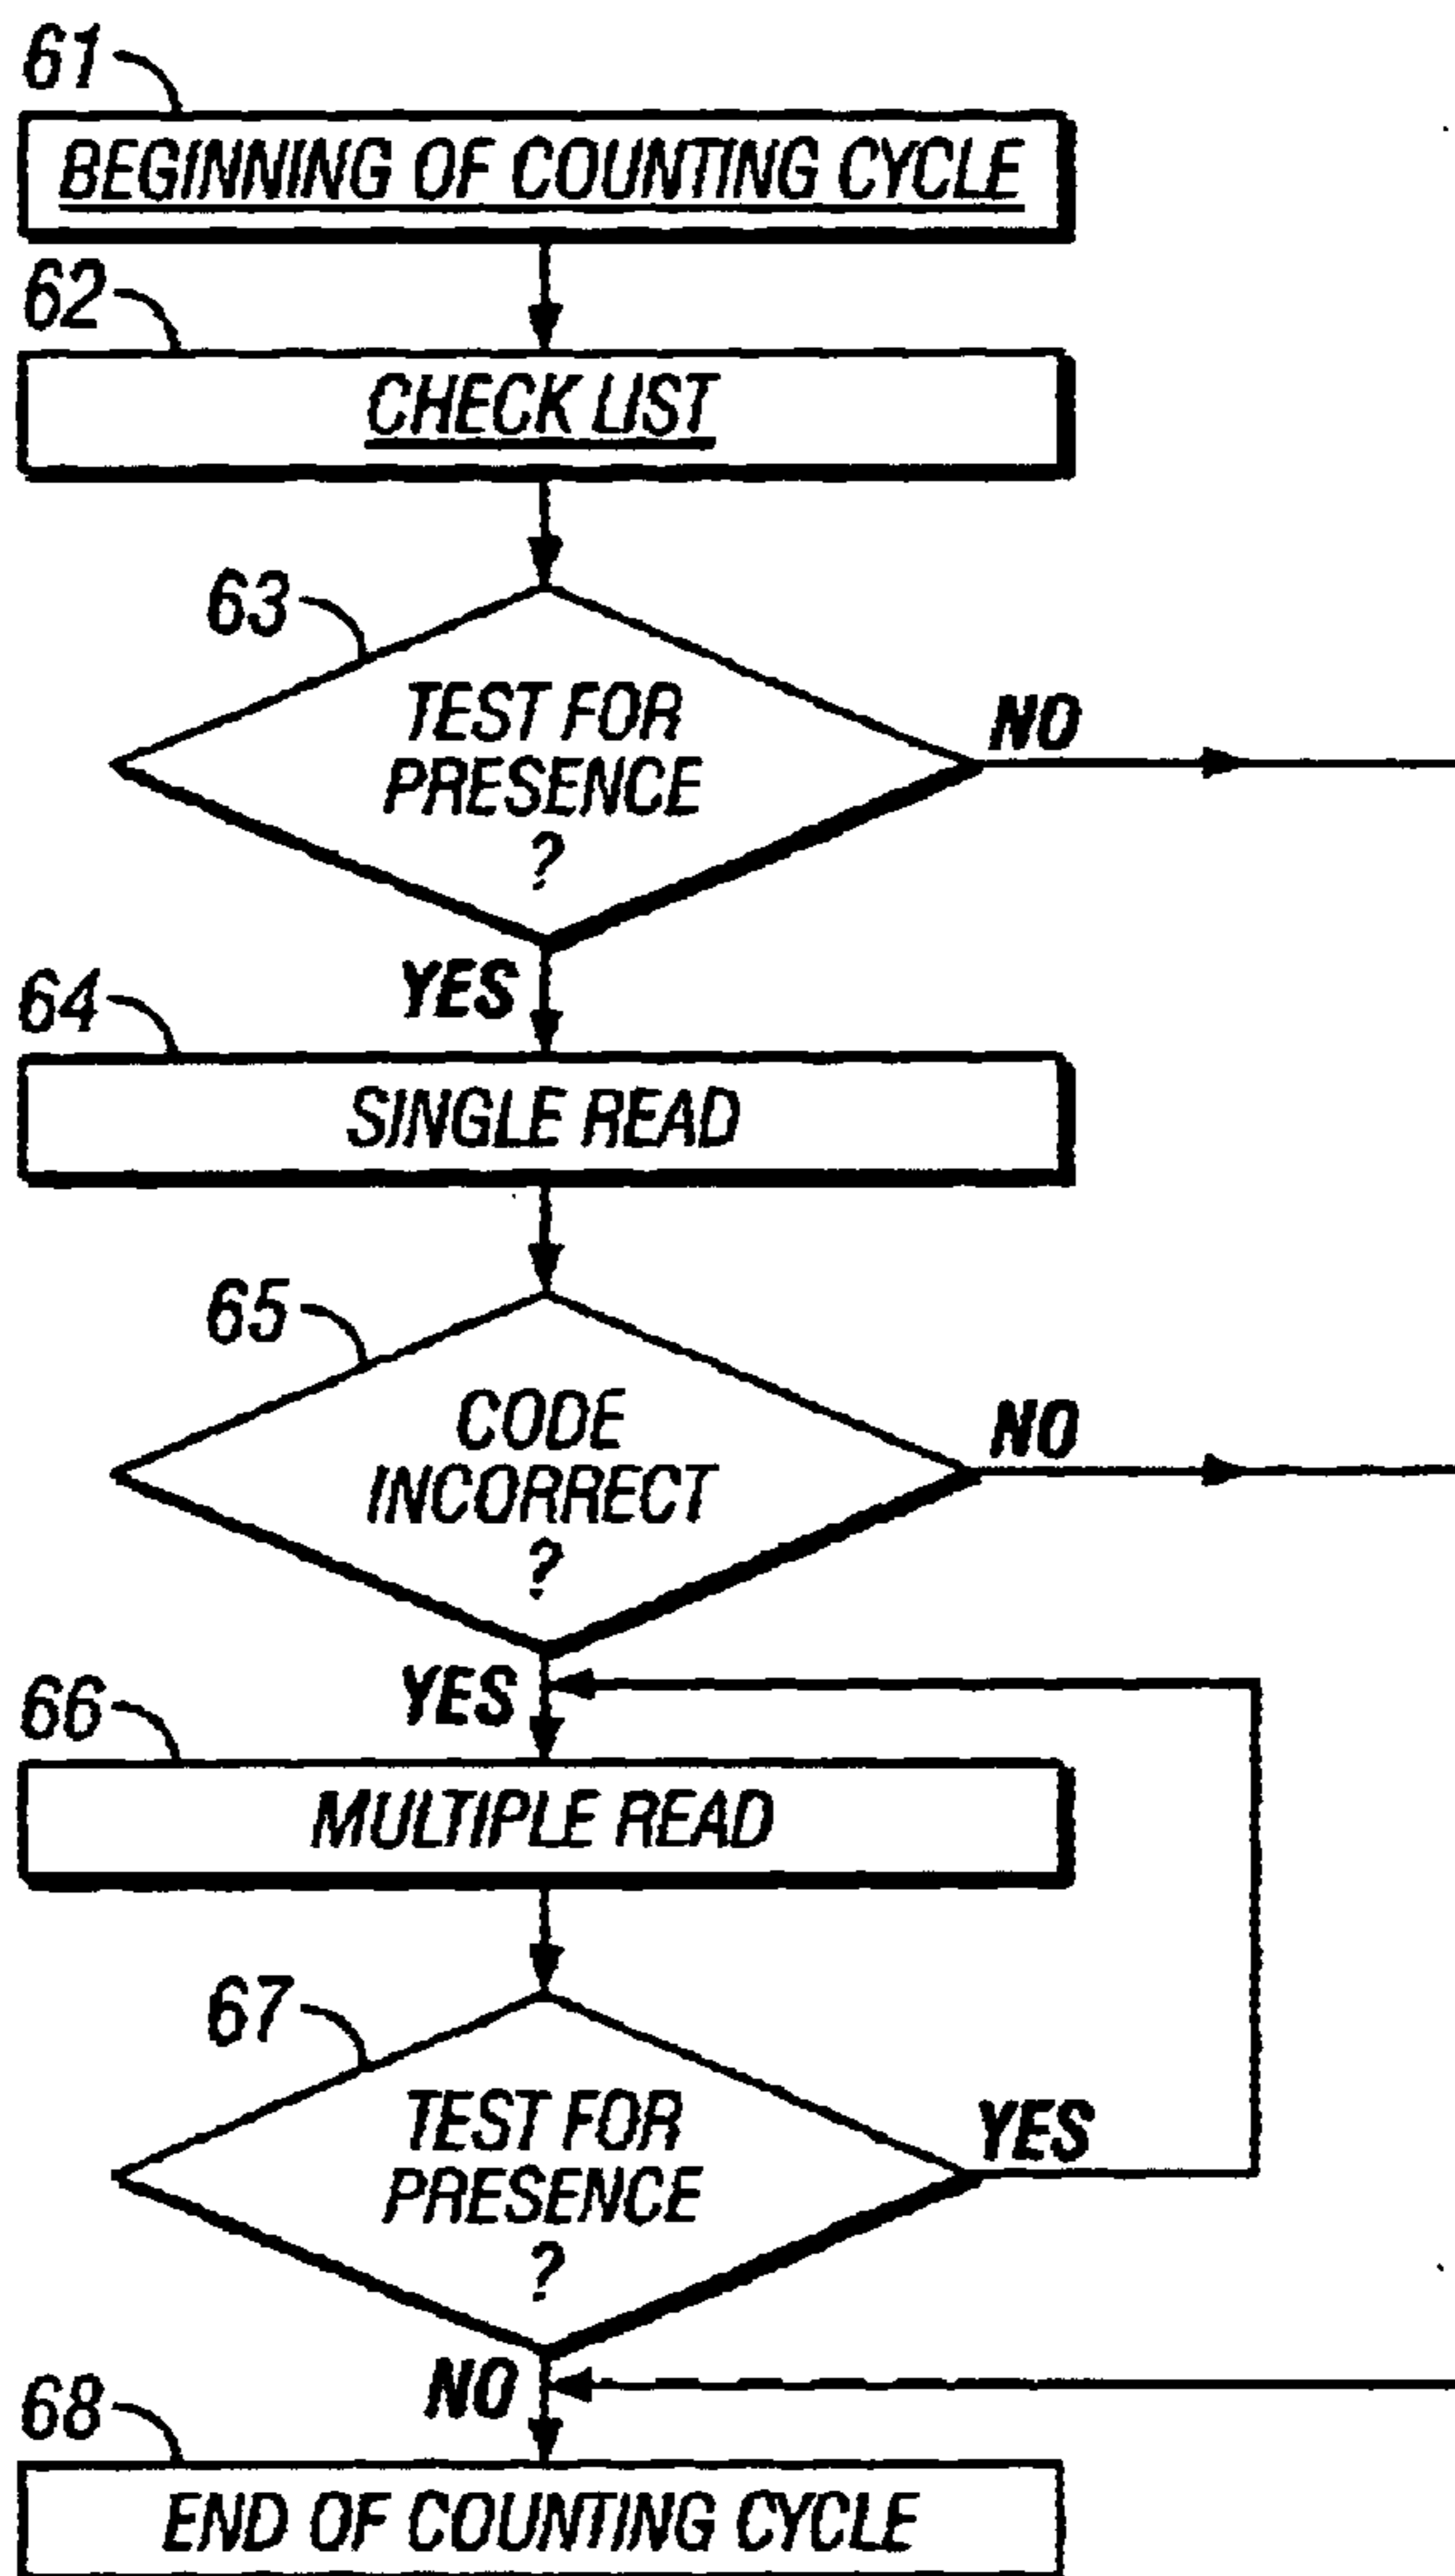 61
BEGINNING OF COUNTING CYCLE
62
CHECK LIST
63
TEST FOR
PRESENCE
?
NO
YES
64
SINGLE READ
65
CODE
INCORRECT
?
NO
YES
66
MULTIPLE READ
67
TEST FOR
PRESENCE
?
YES
NO
68
END OF COUNTING CYCLE